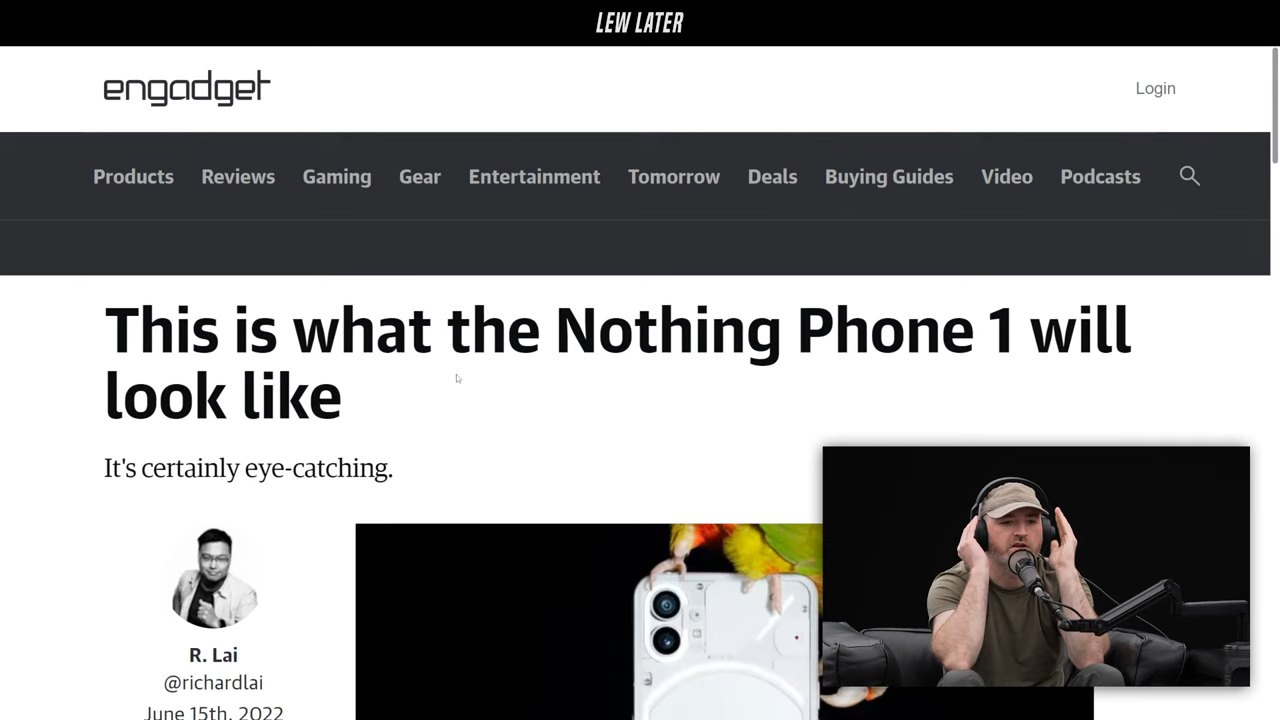 LEW LATER
engadget
Login
Products Reviews Gaming Gear Entertainment Tomorrow Deals Buying Guides Video Podcasts
This is what the Nothing Phone 1 will
look like
It's certainly eye-catching.
R. Lai
@richardlai
June 15th, 2022